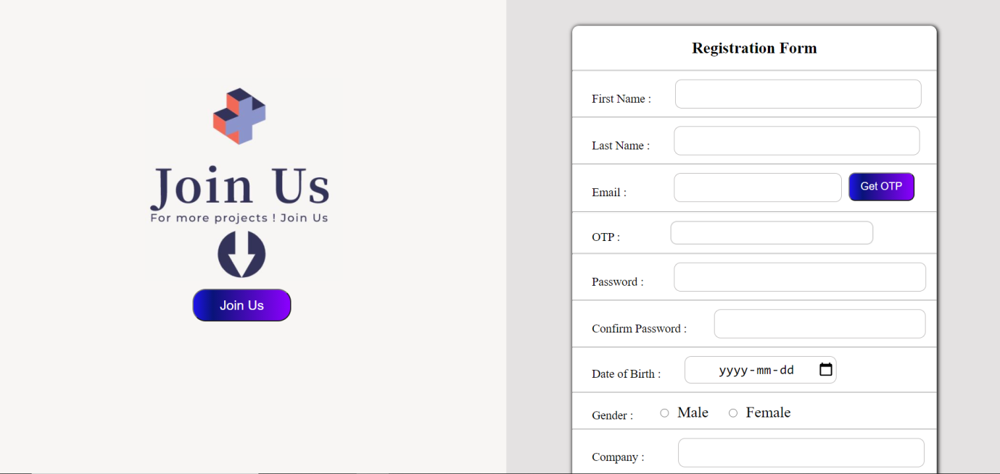 Join Us
For more projects ! Join Us
Join Us
Registration Form
First Name :
Last Name :
Email :
Get OTP
OTP :
Password :
Confirm Password :
Date of Birth :
yyyy-mm-dd
Gender :
Male
Female
Company :